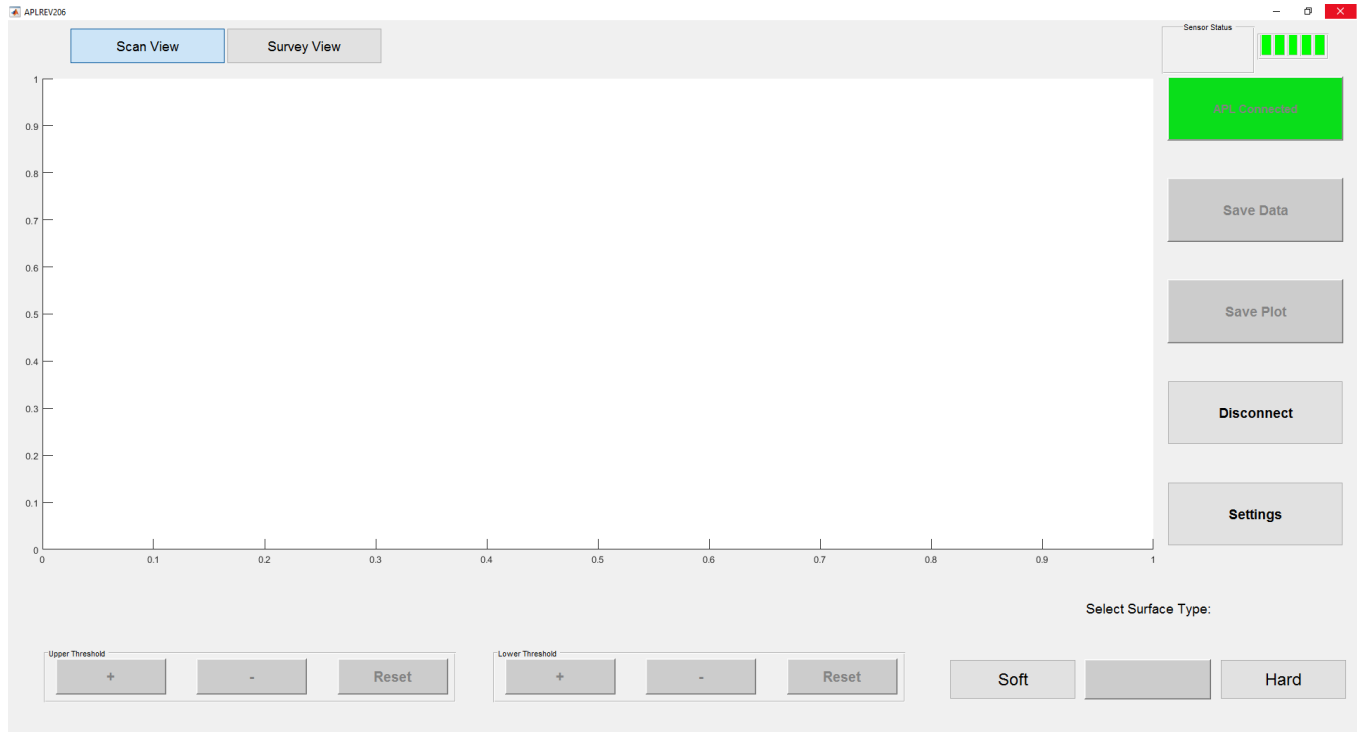 APLREV206
Scan View
Survey View
Sensor Status
APL Connected
Save Data
Save Plot
Disconnect
Settings
1
0.9
0.8
0.7
0.6
0.5
0.4
0.3
0.2
0.1
0
0 0.1 0.2 0.3 0.4 0.5 0.6 0.7 0.8 0.9 1
Select Surface Type:
Upper Threshold
+ - Reset
Lower Threshold
+ - Reset
Soft
Hard